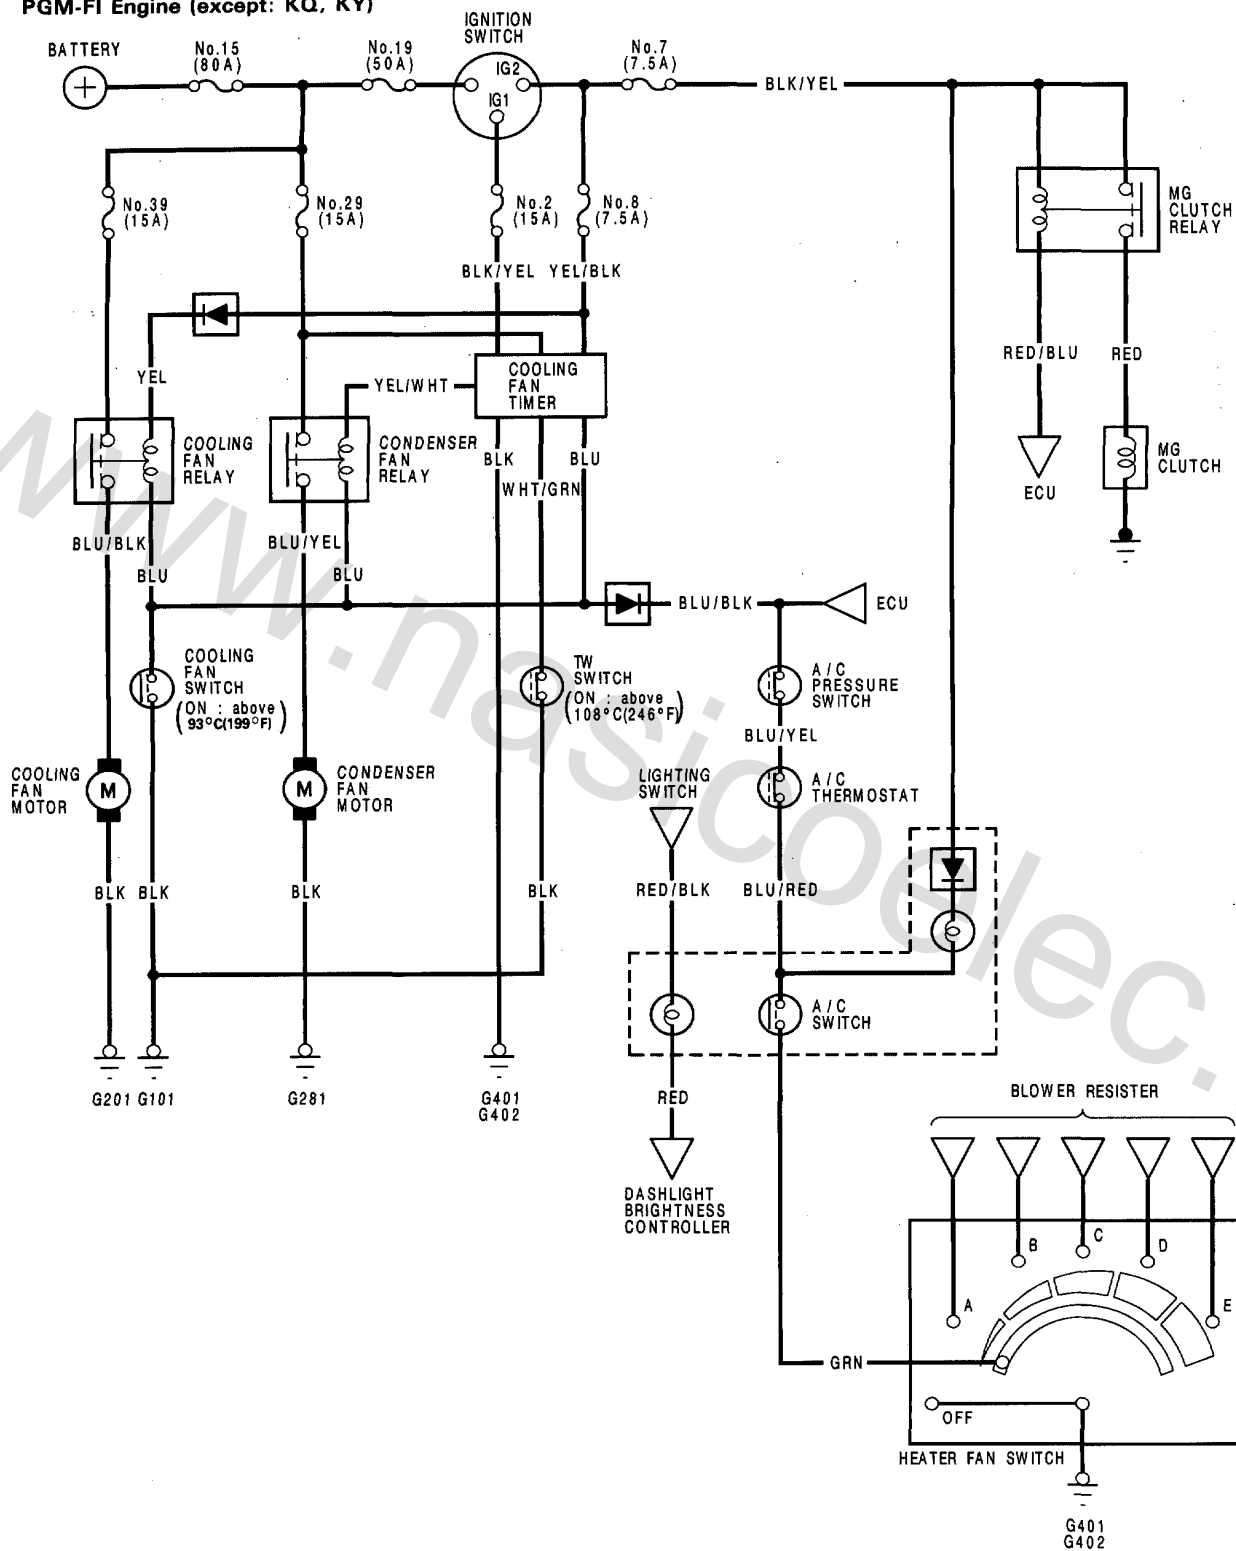 PGM-FI Engine (except: KQ, KY)
BATTERY
No.15
(80A)
No.19
(50A)
IGNITION
SWITCH
IG2
IG1
No.7
(7.5A)
BLK/YEL
No.39
(15A)
No.29
(15A)
No.2
(15A)
No.8
(7.5A)
MG
CLUTCH
RELAY
BLK/YEL
YEL/BLK
YEL
YEL/WHT
COOLING
FAN
TIMER
RED/BLU
RED
COOLING
FAN
RELAY
CONDENSER
FAN
RELAY
BLK
BLU
WHT/GRN
ECU
MG
CLUTCH
BLU/BLK
BLU
BLU/YEL
BLU
BLU/BLK
ECU
COOLING
FAN
SWITCH
(ON : above
93°C(199°F))
TW
SWITCH
(ON : above
108°C(246°F))
A/C
PRESSURE
SWITCH
BLU/YEL
COOLING
FAN
MOTOR
M
M
CONDENSER
FAN
MOTOR
LIGHTING
SWITCH
A/C
THERMOSTAT
BLK
BLK
BLK
BLK
RED/BLK
BLU/RED
A/C
SWITCH
G201
G101
G281
G401
G402
RED
BLOWER RESISTER
DASHLIGHT
BRIGHTNESS
CONTROLLER
A
B
C
D
E
GRN
OFF
HEATER FAN SWITCH
G401
G402
www.nasicoelec.